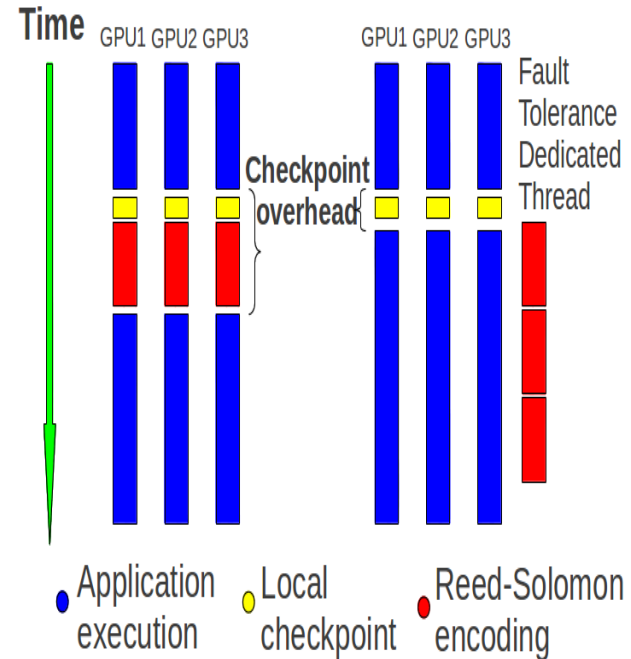 Time
GPU1 GPU2 GPU3
GPU1 GPU2 GPU3
Fault
Tolerance
Dedicated
Thread
Checkpoint
overhead
Application
execution
Local
checkpoint
Reed-Solomon
encoding